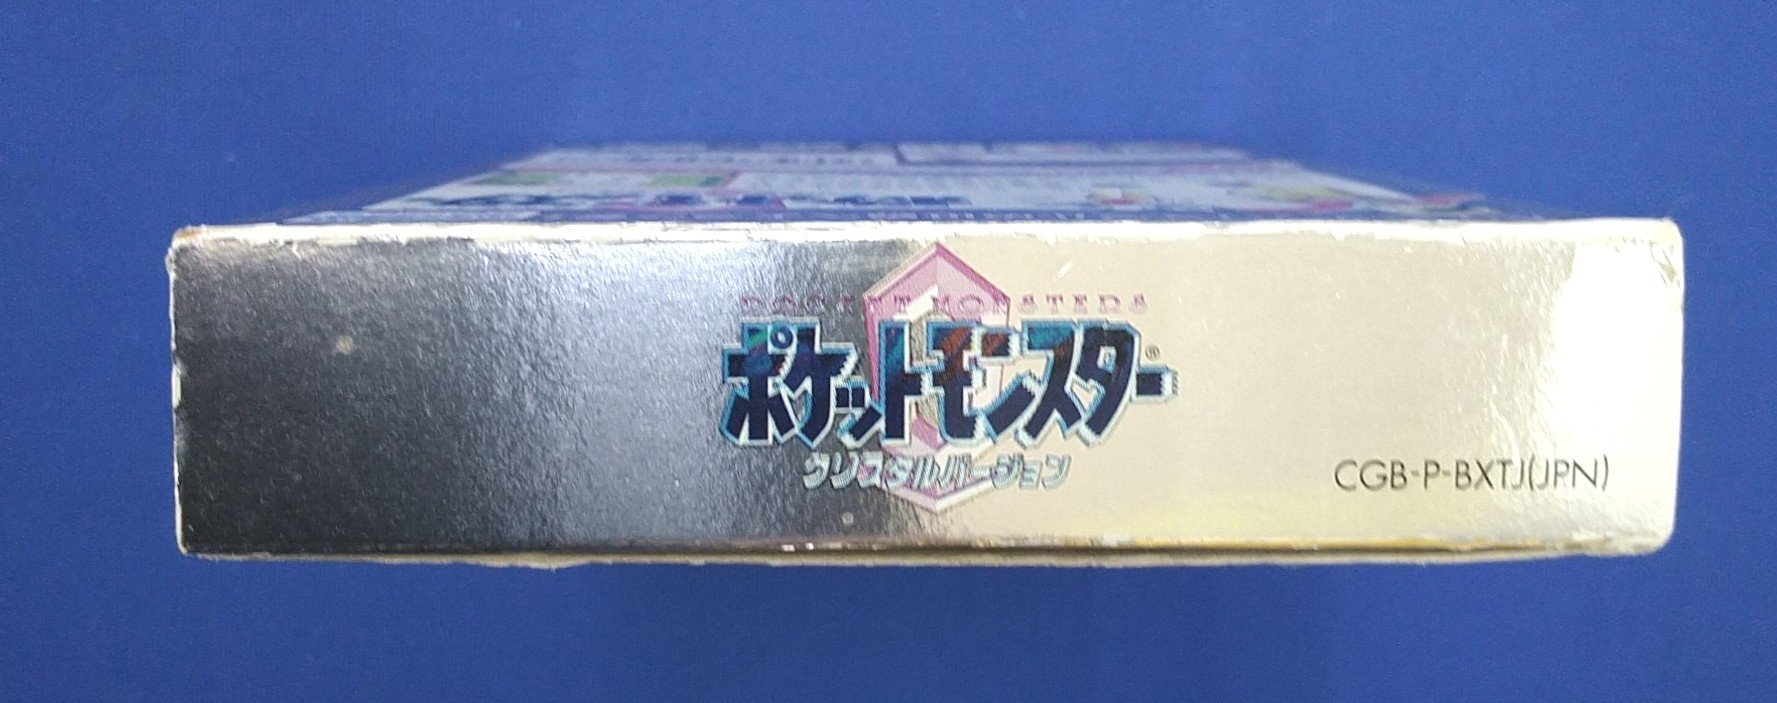 POCKET MONSTERS
ポケットモンスター®
クリスタルバージョン
CGB-P-BXTJ(JPN)